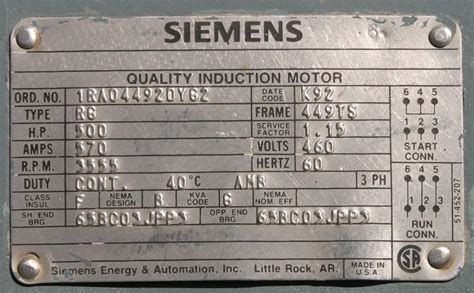 SIEMENS
QUALITY INDUCTION MOTOR
ORD. NO. 1RA04492DYG2 DATE CODE K92
TYPE RG FRAME 449TS
H.P. 500 SERVICE FACTOR 1.15
AMPS 570 VOLTS 460
R.P.M. 3555 HERTZ 60
DUTY CONT 40°C AMB 3 PH
CLASS INSUL F NEMA DESIGN B KVA CODE G NEMA NOM EFF
SH. END BRG 65BC03JPP3 OPP. END BRG 65BC03JPP3
6 4 5
1 2 3
START CONN.
6 4 5
1 2 3
RUN CONN.
51-452-207
Siemens Energy & Automation, Inc. Little Rock, AR.
MADE IN U.S.A.